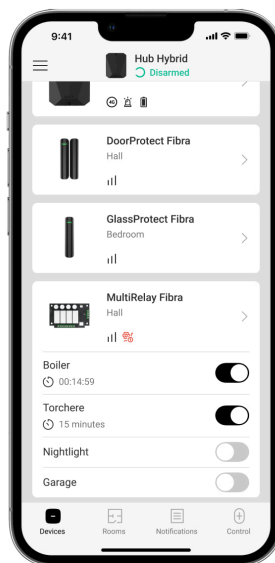 9:41
Hub Hybrid
Disarmed
4G
DoorProtect Fibra
Hall
GlassProtect Fibra
Bedroom
MultiRelay Fibra
Hall
Boiler
00:14:59
Torchere
15 minutes
Nightlight
Garage
Devices
Rooms
Notifications
Control